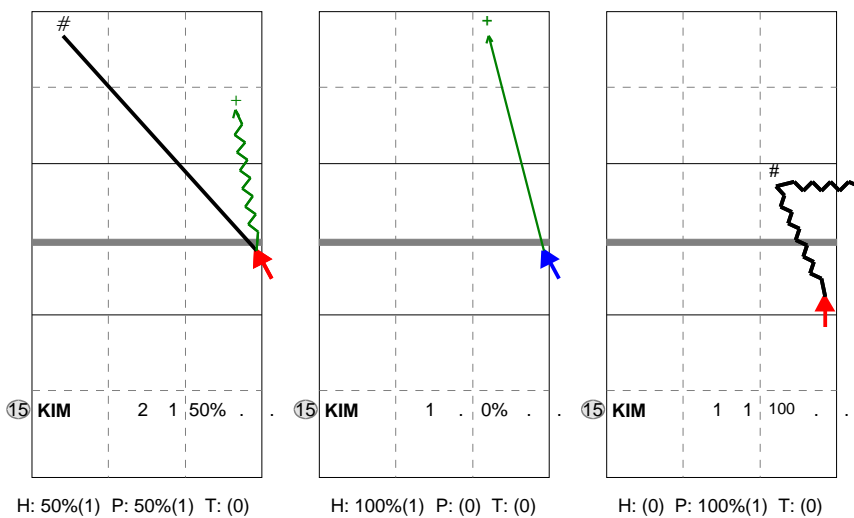 #
+
+
#
15 KIM 2 1 50% . .
15 KIM 1 . 0% . .
15 KIM 1 1 100 . .
H: 50%(1) P: 50%(1) T: (0)
H: 100%(1) P: (0) T: (0)
H: (0) P: 100%(1) T: (0)